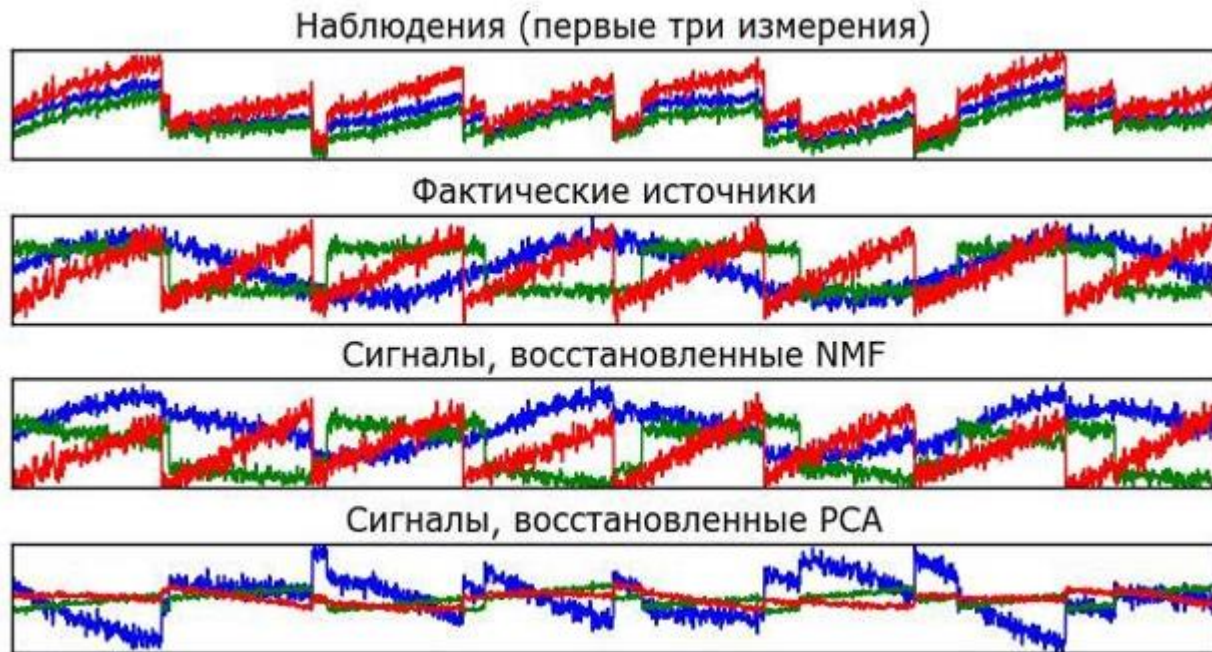 Наблюдения (первые три измерения)
Фактические источники
Сигналы, восстановленные NMF
Сигналы, восстановленные PCA